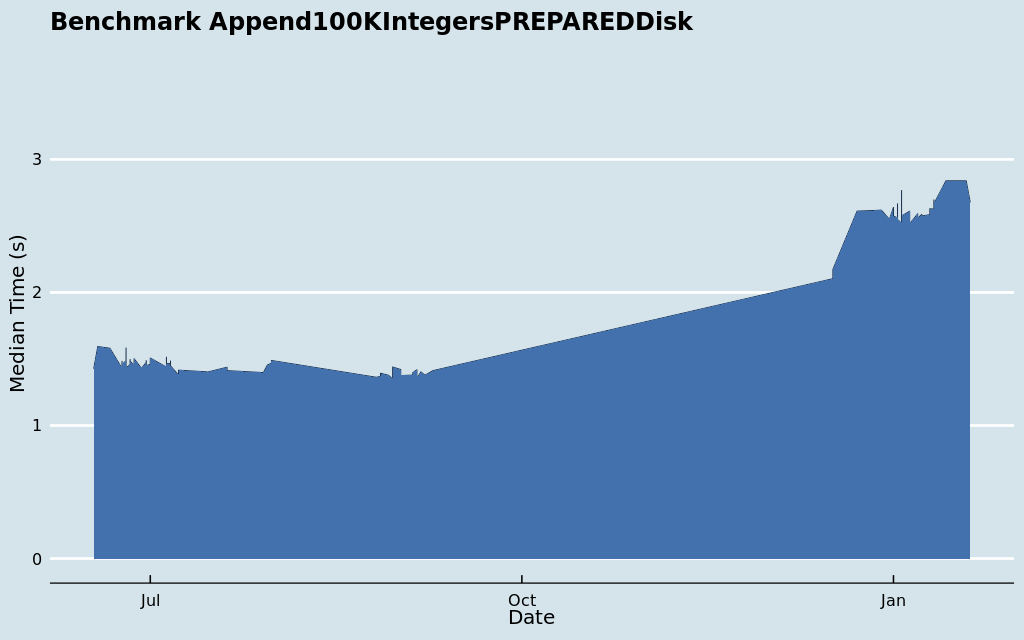 Benchmark Append100KIntegersPREPAREDDisk
3
2
1
0
Median Time (s)
Jul
Oct
Jan
Date